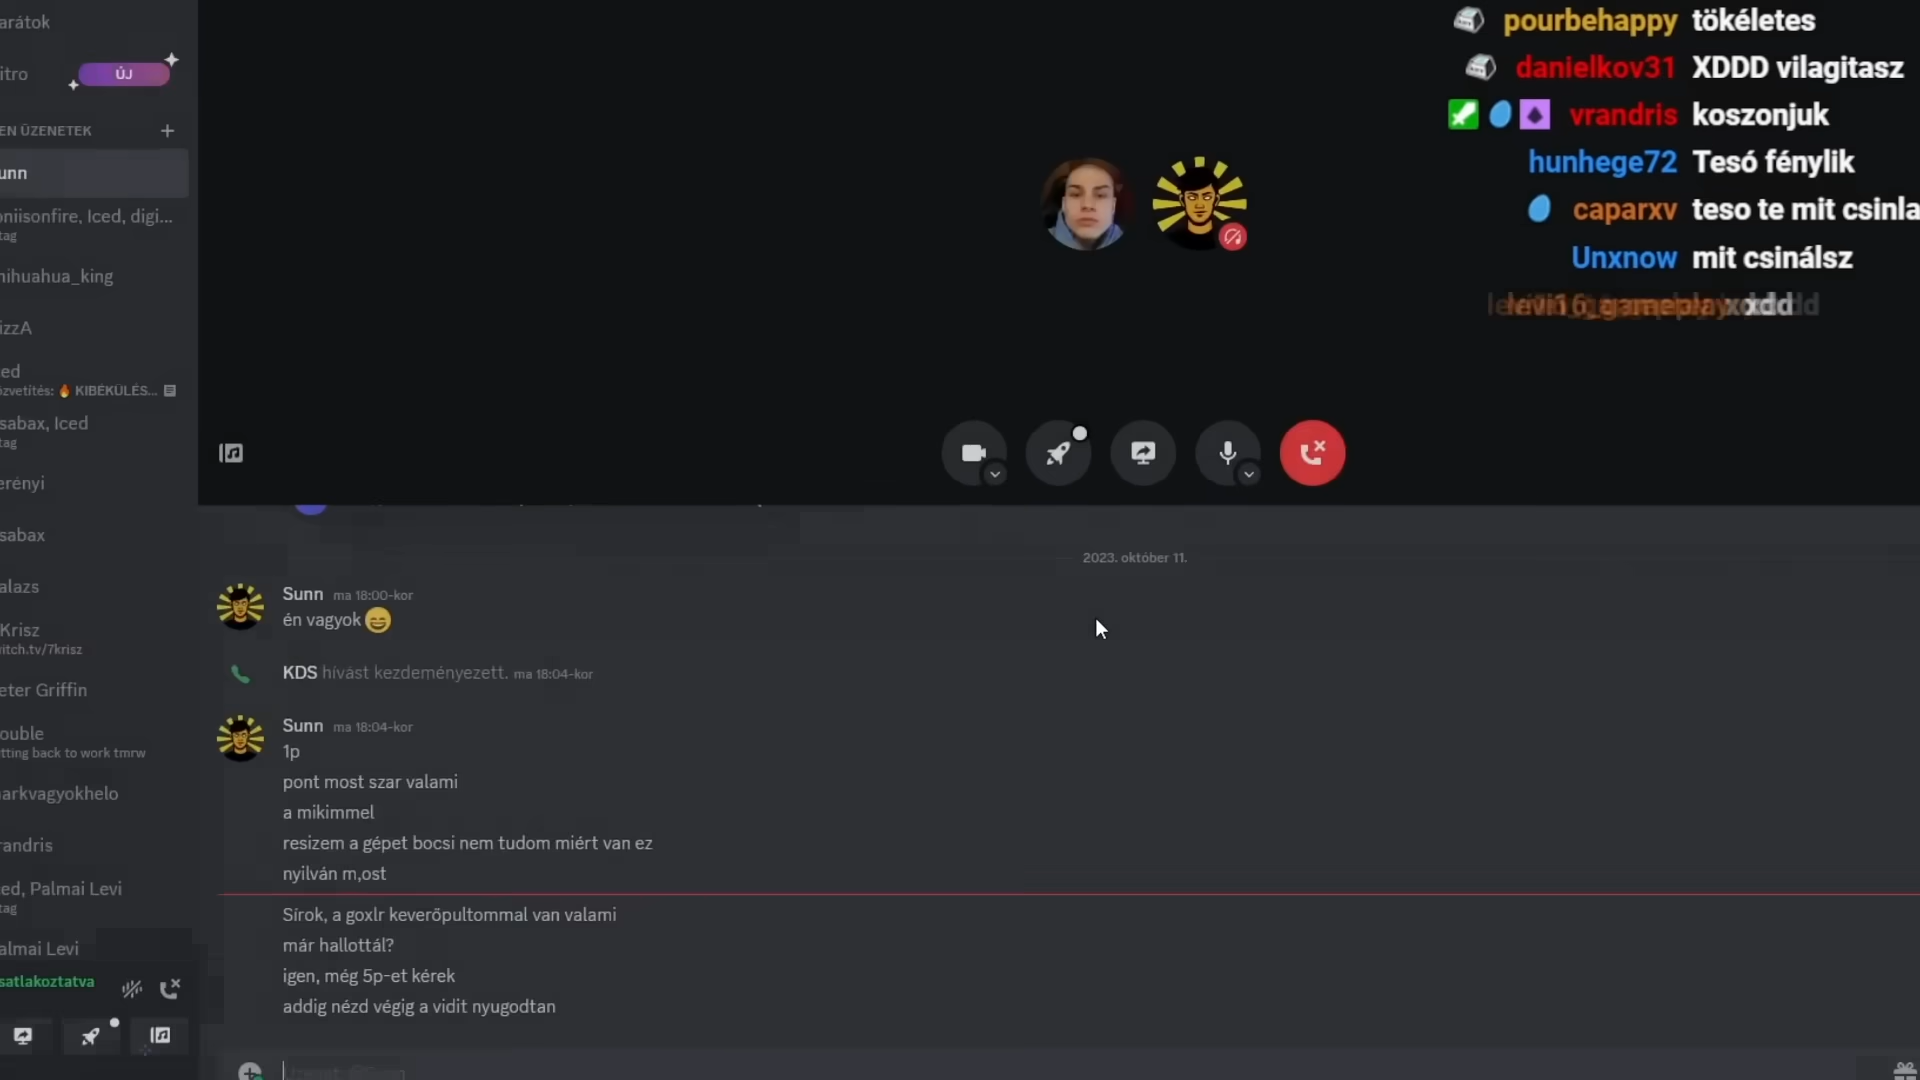 arátok
itro
ÚJ
EN ÜZENETEK
unn
oniisonfire, Iced, digi...
tag
hihuahua_king
izzA
ed
özvetítés: 🔥 KIBÉKÜLÉS...
sabax, Iced
tag
erényi
sabax
alazs
Krisz
itch.tv/7krisz
eter Griffin
ouble
tting back to work tmrw
arkvagyokhelo
randris
ed, Palmai Levi
tag
almai Levi
satlakoztatva
pourbehappy tökéletes
danielkov31 XDDD vilagitasz
vrandris koszonjuk
hunhege72 Tesó fénylik
caparxv teso te mit csinla
Unxnow mit csinálsz
levi16_gameplay xddd
2023. október 11.
Sunn ma 18:00-kor
én vagyok 😄
KDS hívást kezdeményezett. ma 18:04-kor
Sunn ma 18:04-kor
1p
pont most szar valami
a mikimmel
resizem a gépet bocsi nem tudom miért van ez
nyilván m,ost
Sírok, a goxlr keverőpultommal van valami
már hallottál?
igen, még 5p-et kérek
addig nézd végig a vidit nyugodtan